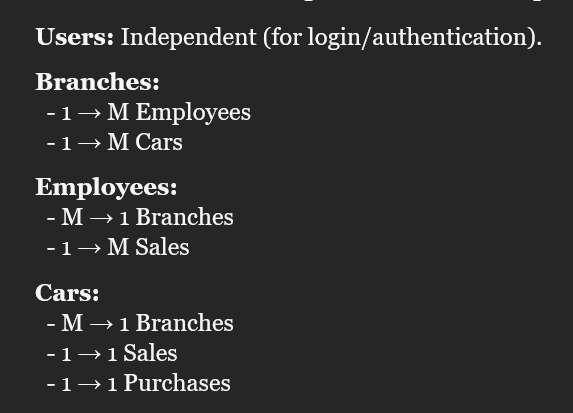 Users: Independent (for login/authentication).
Branches:
- 1 → M Employees
- 1 → M Cars
Employees:
- M → 1 Branches
- 1 → M Sales
Cars:
- M → 1 Branches
- 1 → 1 Sales
- 1 → 1 Purchases